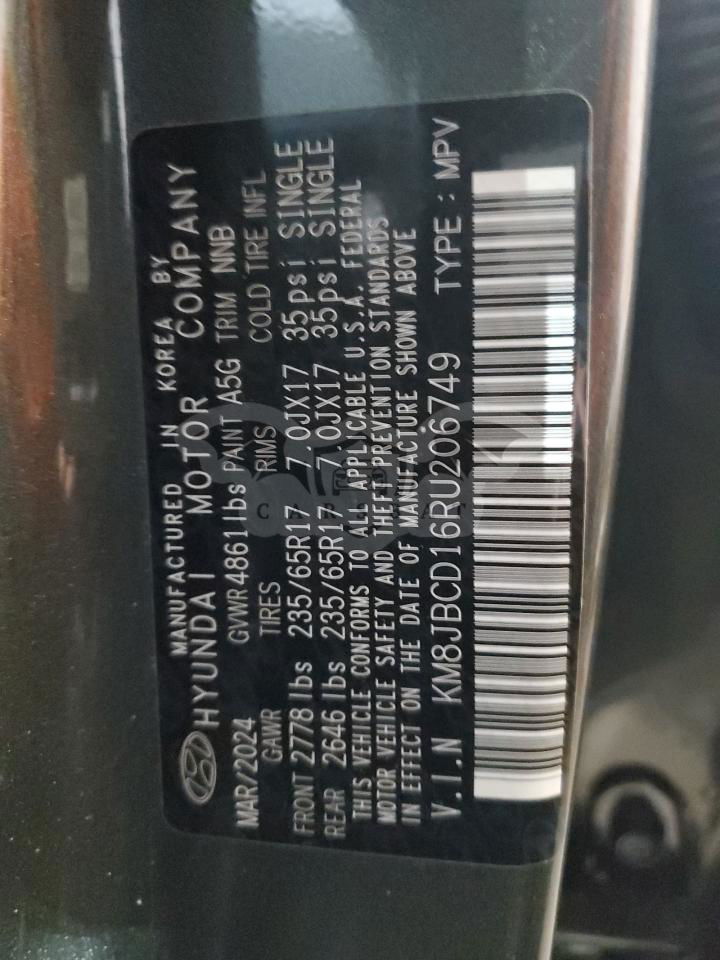 MANUFACTURED IN KOREA BY
HYUNDAI MOTOR COMPANY
MAR/2024 GVWR4861lbs PAINT A5G TRIM NNB
GAWR TIRES RIMS COLD TIRE INFL
FRONT 2778 lbs 235/65R17 7.0JX17 35psi SINGLE
REAR 2646 lbs 235/65R17 7.0JX17 35psi SINGLE
THIS VEHICLE CONFORMS TO ALL APPLICABLE U.S.A. FEDERAL
MOTOR VEHICLE SAFETY AND THEFT PREVENTION STANDARDS
IN EFFECT ON THE DATE OF MANUFACTURE SHOWN ABOVE
V.I.N KM8JBCD16RU206749 TYPE : MPV